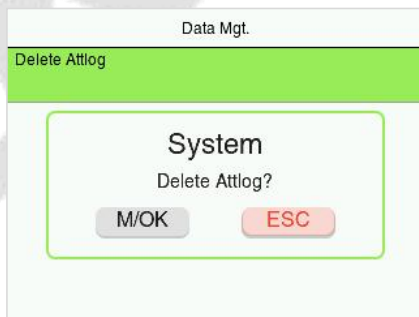 Data Mgt.
Delete Attlog
System
Delete Attlog?
M/OK ESC